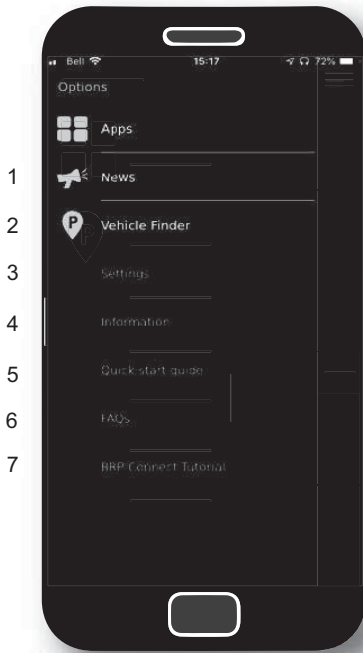 Bell 15:17 72%
Options
Apps
1 News
2 P Vehicle Finder
3 Settings
4 Information
5 Quick start guide
6 FAQS
7 BRP Connect Tutorial